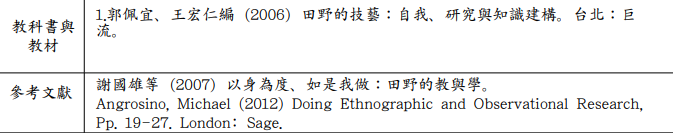 教科書與
教材
1.郭佩宜、王宏仁編 (2006) 田野的技藝：自我、研究與知識建構。台北：巨
流。
參考文獻
謝國雄等 (2007) 以身為度、如是我做：田野的教與學。
Angrosino, Michael (2012) Doing Ethnographic and Observational Research,
Pp. 19-27. London: Sage.